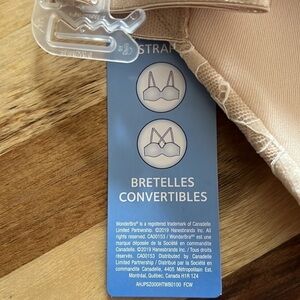 STRAP
BRETELLES
CONVERTIBLES
WonderBra® is a registered trademark of Canadelle
Limited Partnership. ©2019 Hanesbrands Inc. All
rights reserved. CA00153 / WonderBra® est une
marque déposée de la Société en commandite
Canadelle. ©2019 Hanesbrands Inc. / Tous droits
réservés. CA00153 Distributed by Canadelle
Limited Partnership / Distribué par la Société en
commandite Canadelle, 4405 Metropolitain Est.
Montréal, Québec, Canada H1R 1Z4
FCW